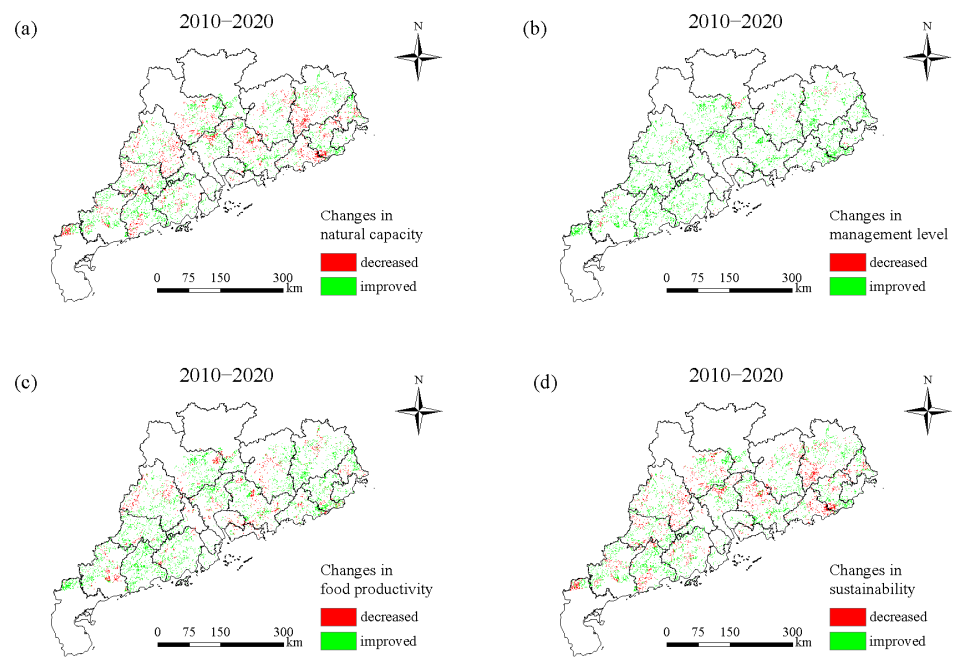 (a)
2010−2020
N
Changes in
natural capacity
decreased
improved
0 75 150 300
km
(b)
2010−2020
N
Changes in
management level
decreased
improved
0 75 150 300
km
(c)
2010−2020
N
Changes in
food productivity
decreased
improved
0 75 150 300
km
(d)
2010−2020
N
Changes in
sustainability
decreased
improved
0 75 150 300
km